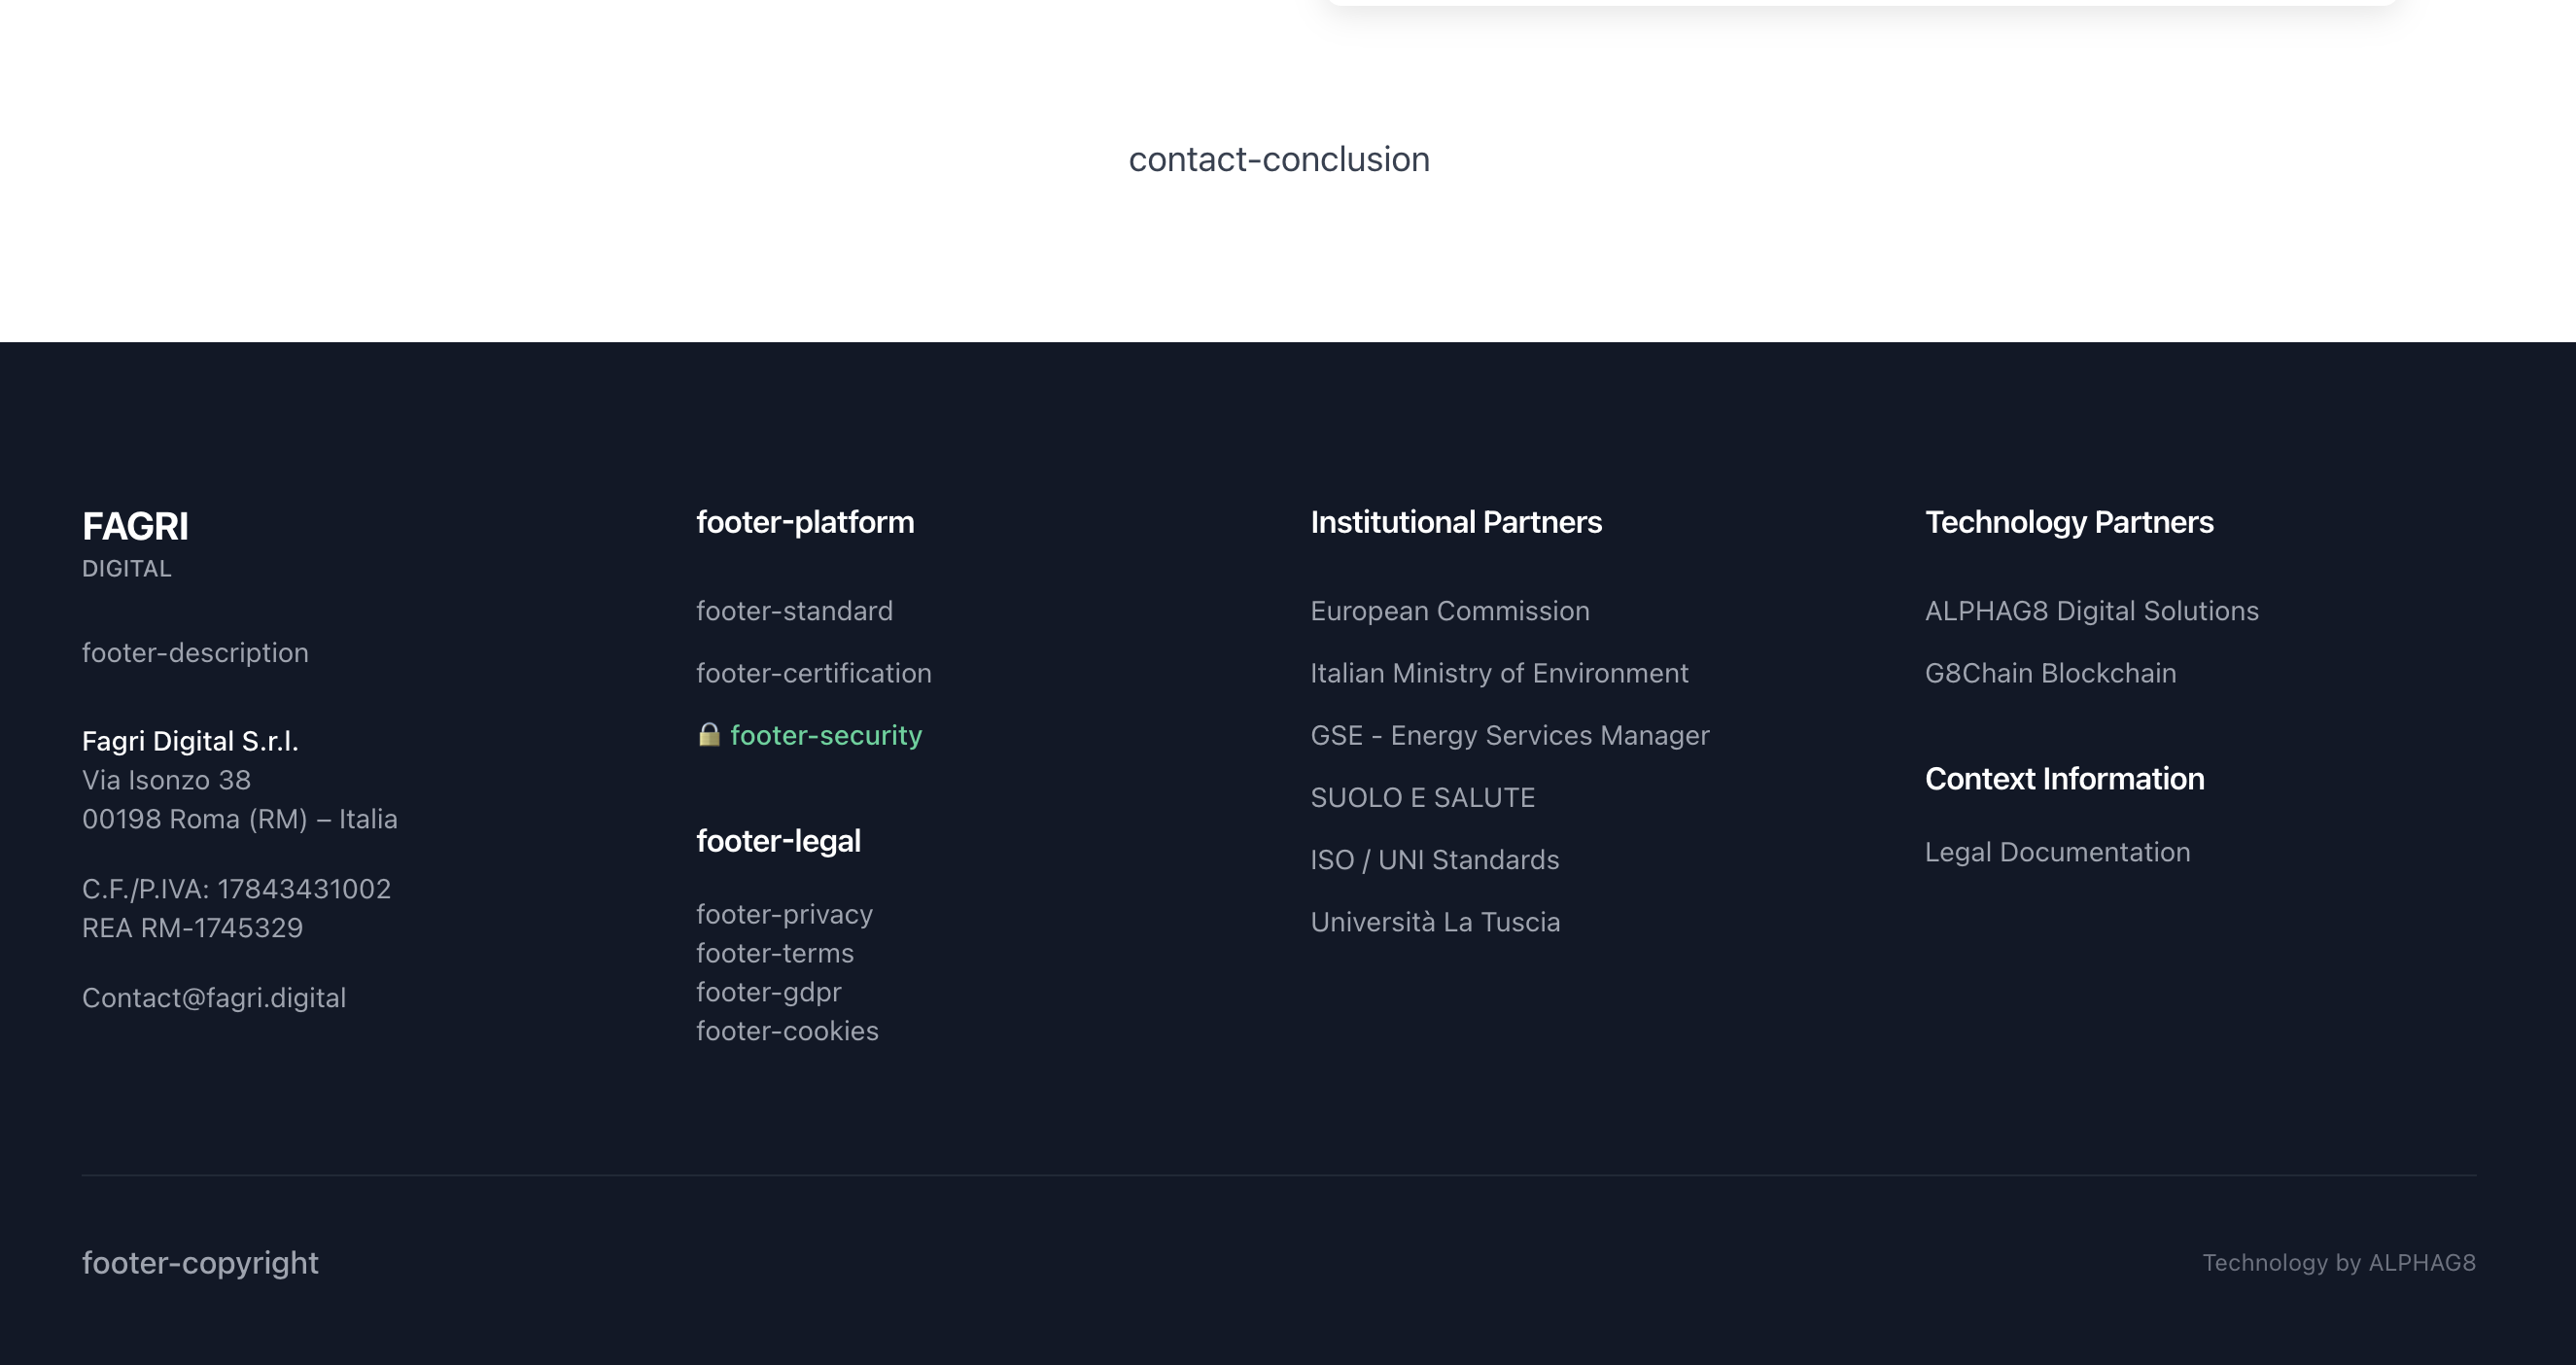 contact-conclusion
FAGRI
DIGITAL
footer-description
Fagri Digital S.r.l.
Via Isonzo 38
00198 Roma (RM) – Italia
C.F./P.IVA: 17843431002
REA RM-1745329
Contact@fagri.digital
footer-platform
footer-standard
footer-certification
🔒 footer-security
footer-legal
footer-privacy
footer-terms
footer-gdpr
footer-cookies
Institutional Partners
European Commission
Italian Ministry of Environment
GSE - Energy Services Manager
SUOLO E SALUTE
ISO / UNI Standards
Università La Tuscia
Technology Partners
ALPHAG8 Digital Solutions
G8Chain Blockchain
Context Information
Legal Documentation
footer-copyright
Technology by ALPHAG8